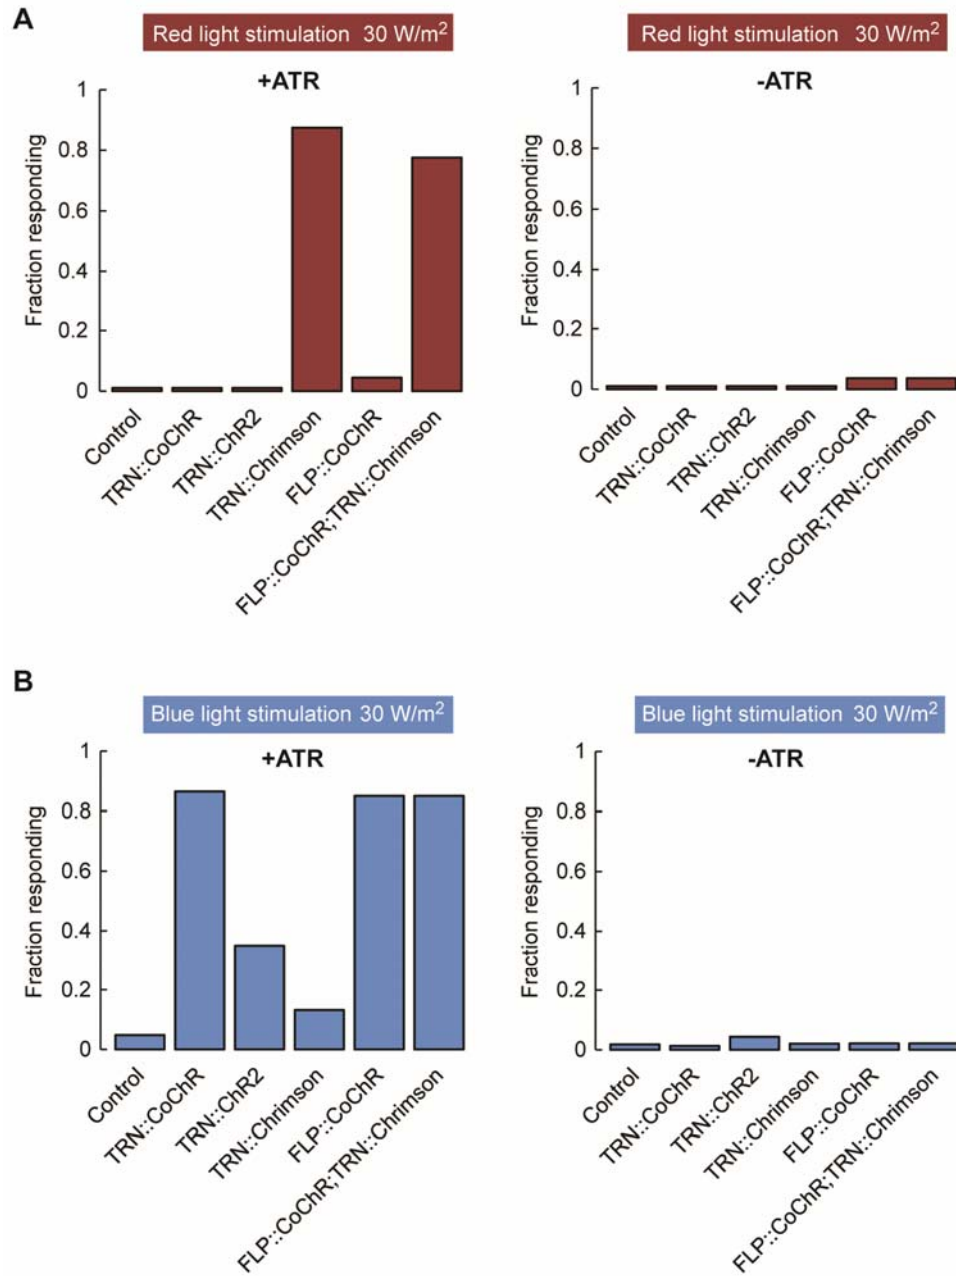 A
Red light stimulation 30 W/m²
Red light stimulation 30 W/m²
+ATR
-ATR
Fraction responding
1
0.8
0.6
0.4
0.2
0
Control
TRN::CoChR
TRN::ChR2
TRN::Chrimson
FLP::CoChR
FLP::CoChR;TRN::Chrimson
Fraction responding
1
0.8
0.6
0.4
0.2
0
Control
TRN::CoChR
TRN::ChR2
TRN::Chrimson
FLP::CoChR
FLP::CoChR;TRN::Chrimson
B
Blue light stimulation 30 W/m²
Blue light stimulation 30 W/m²
+ATR
-ATR
Fraction responding
1
0.8
0.6
0.4
0.2
0
Control
TRN::CoChR
TRN::ChR2
TRN::Chrimson
FLP::CoChR
FLP::CoChR;TRN::Chrimson
Fraction responding
1
0.8
0.6
0.4
0.2
0
Control
TRN::CoChR
TRN::ChR2
TRN::Chrimson
FLP::CoChR
FLP::CoChR;TRN::Chrimson